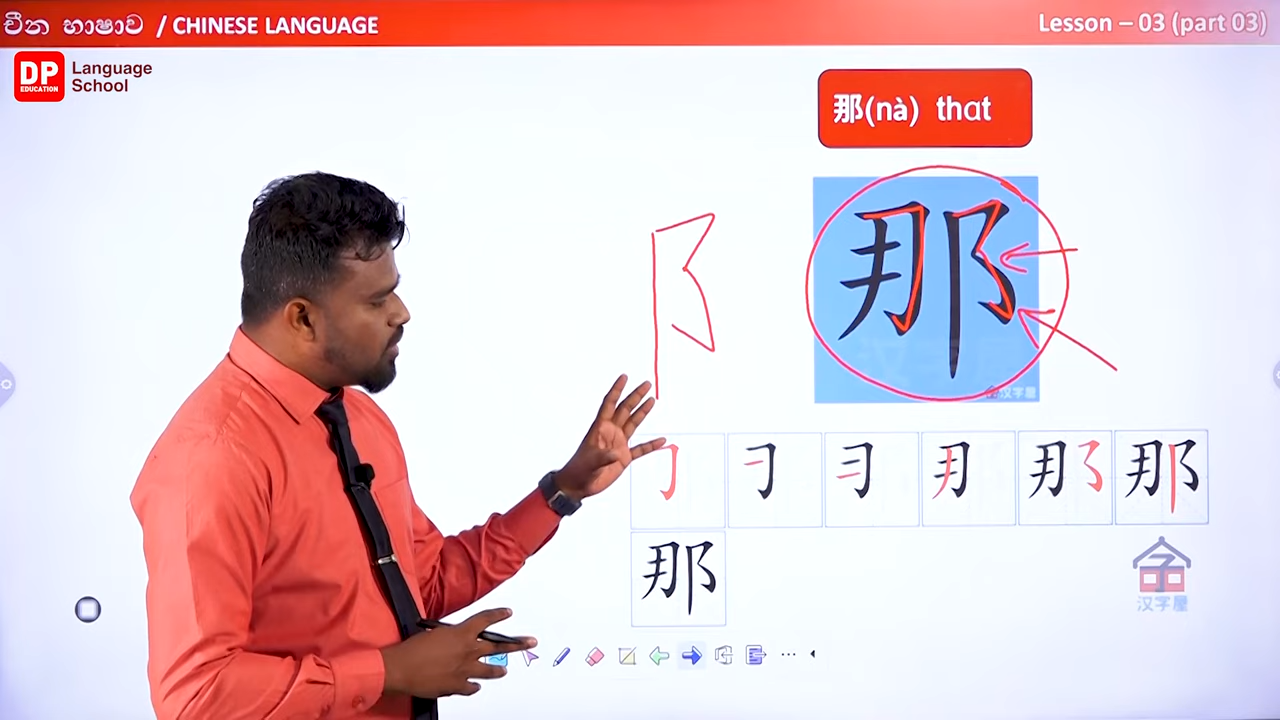 චීන භාෂාව / CHINESE LANGUAGE
Lesson – 03 (part 03)
DP
EDUCATION
Language
School
那(nà) that
那
汉字屋
那
那
汉字屋